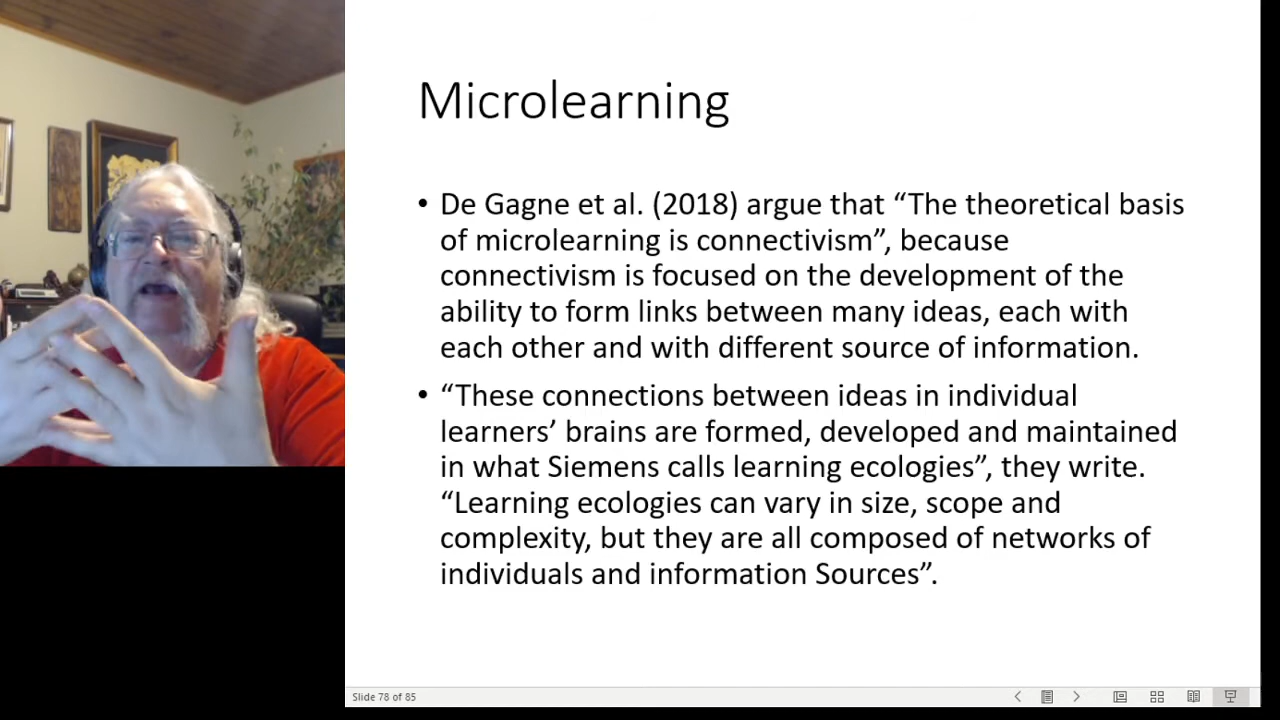 Microlearning
• De Gagne et al. (2018) argue that “The theoretical basis
of microlearning is connectivism”, because
connectivism is focused on the development of the
ability to form links between many ideas, each with
each other and with different source of information.
• “These connections between ideas in individual
learners’ brains are formed, developed and maintained
in what Siemens calls learning ecologies”, they write.
“Learning ecologies can vary in size, scope and
complexity, but they are all composed of networks of
individuals and information Sources”.
Slide 78 of 85